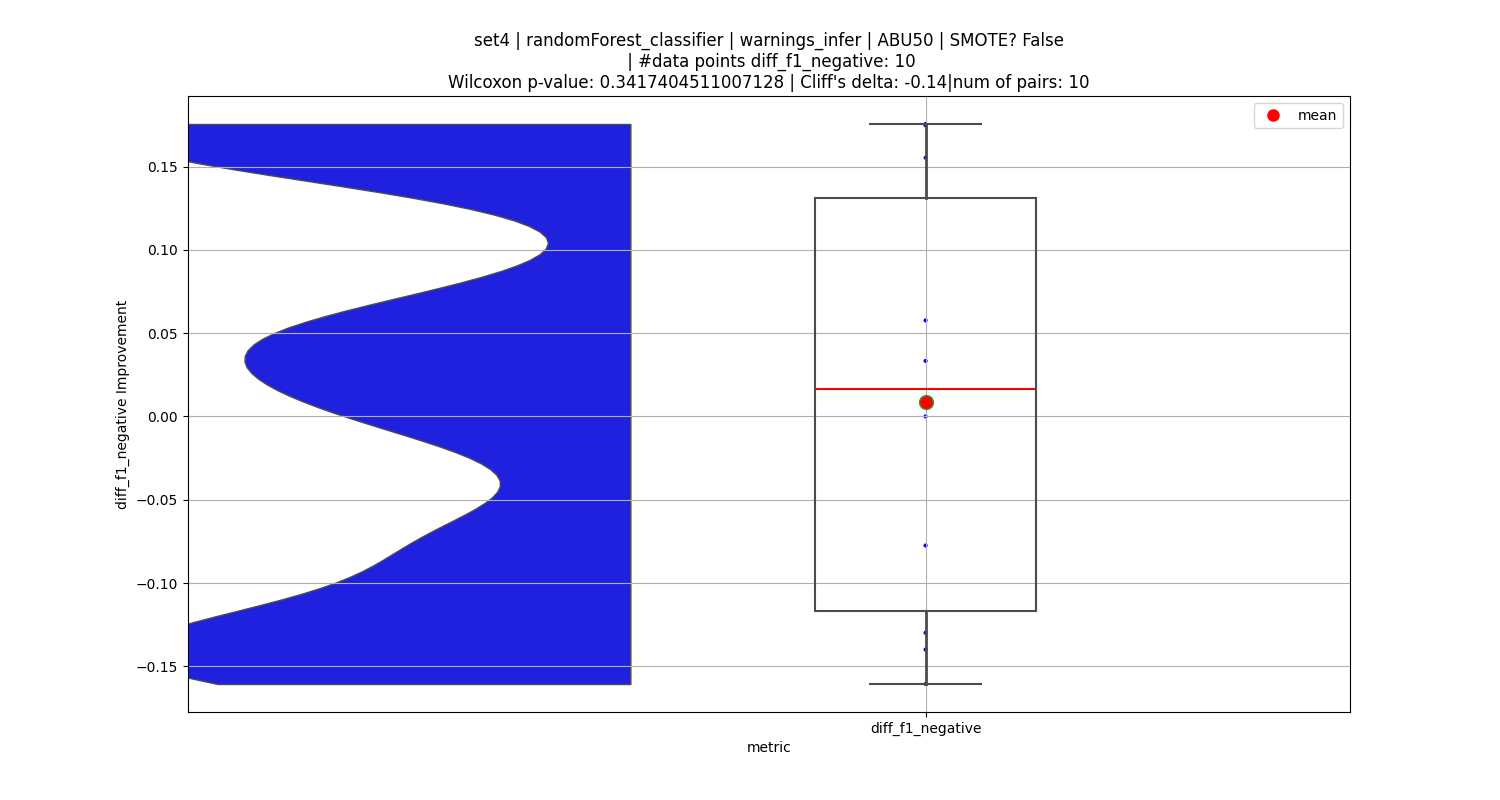 set4 | randomForest_classifier | warnings_infer | ABU50 | SMOTE? False
| #data points diff_f1_negative: 10
Wilcoxon p-value: 0.3417404511007128 | Cliff's delta: -0.14|num of pairs: 10
mean
0.15
0.10
0.05
0.00
−0.05
−0.10
−0.15
diff_f1_negative Improvement
diff_f1_negative
metric